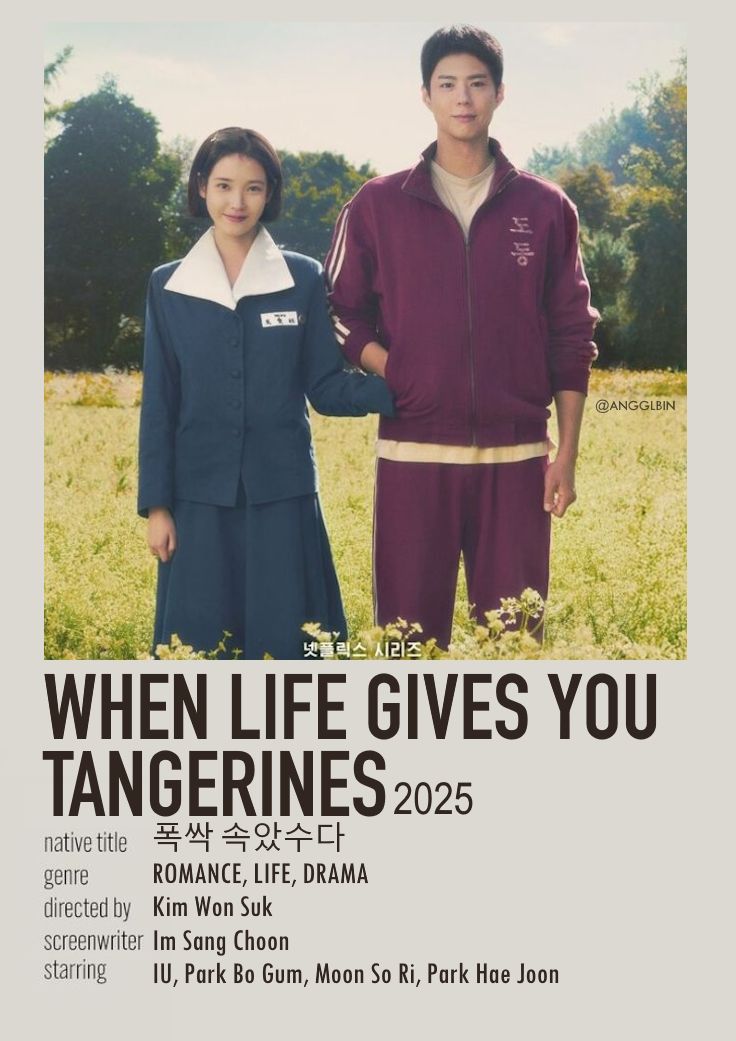 도
동
@ANGGLBIN
넷플릭스 시리즈
WHEN LIFE GIVES YOU
TANGERINES 2025
native title 폭싹 속았수다
genre ROMANCE, LIFE, DRAMA
directed by Kim Won Suk
screenwriter Im Sang Choon
starring IU, Park Bo Gum, Moon So Ri, Park Hae Joon